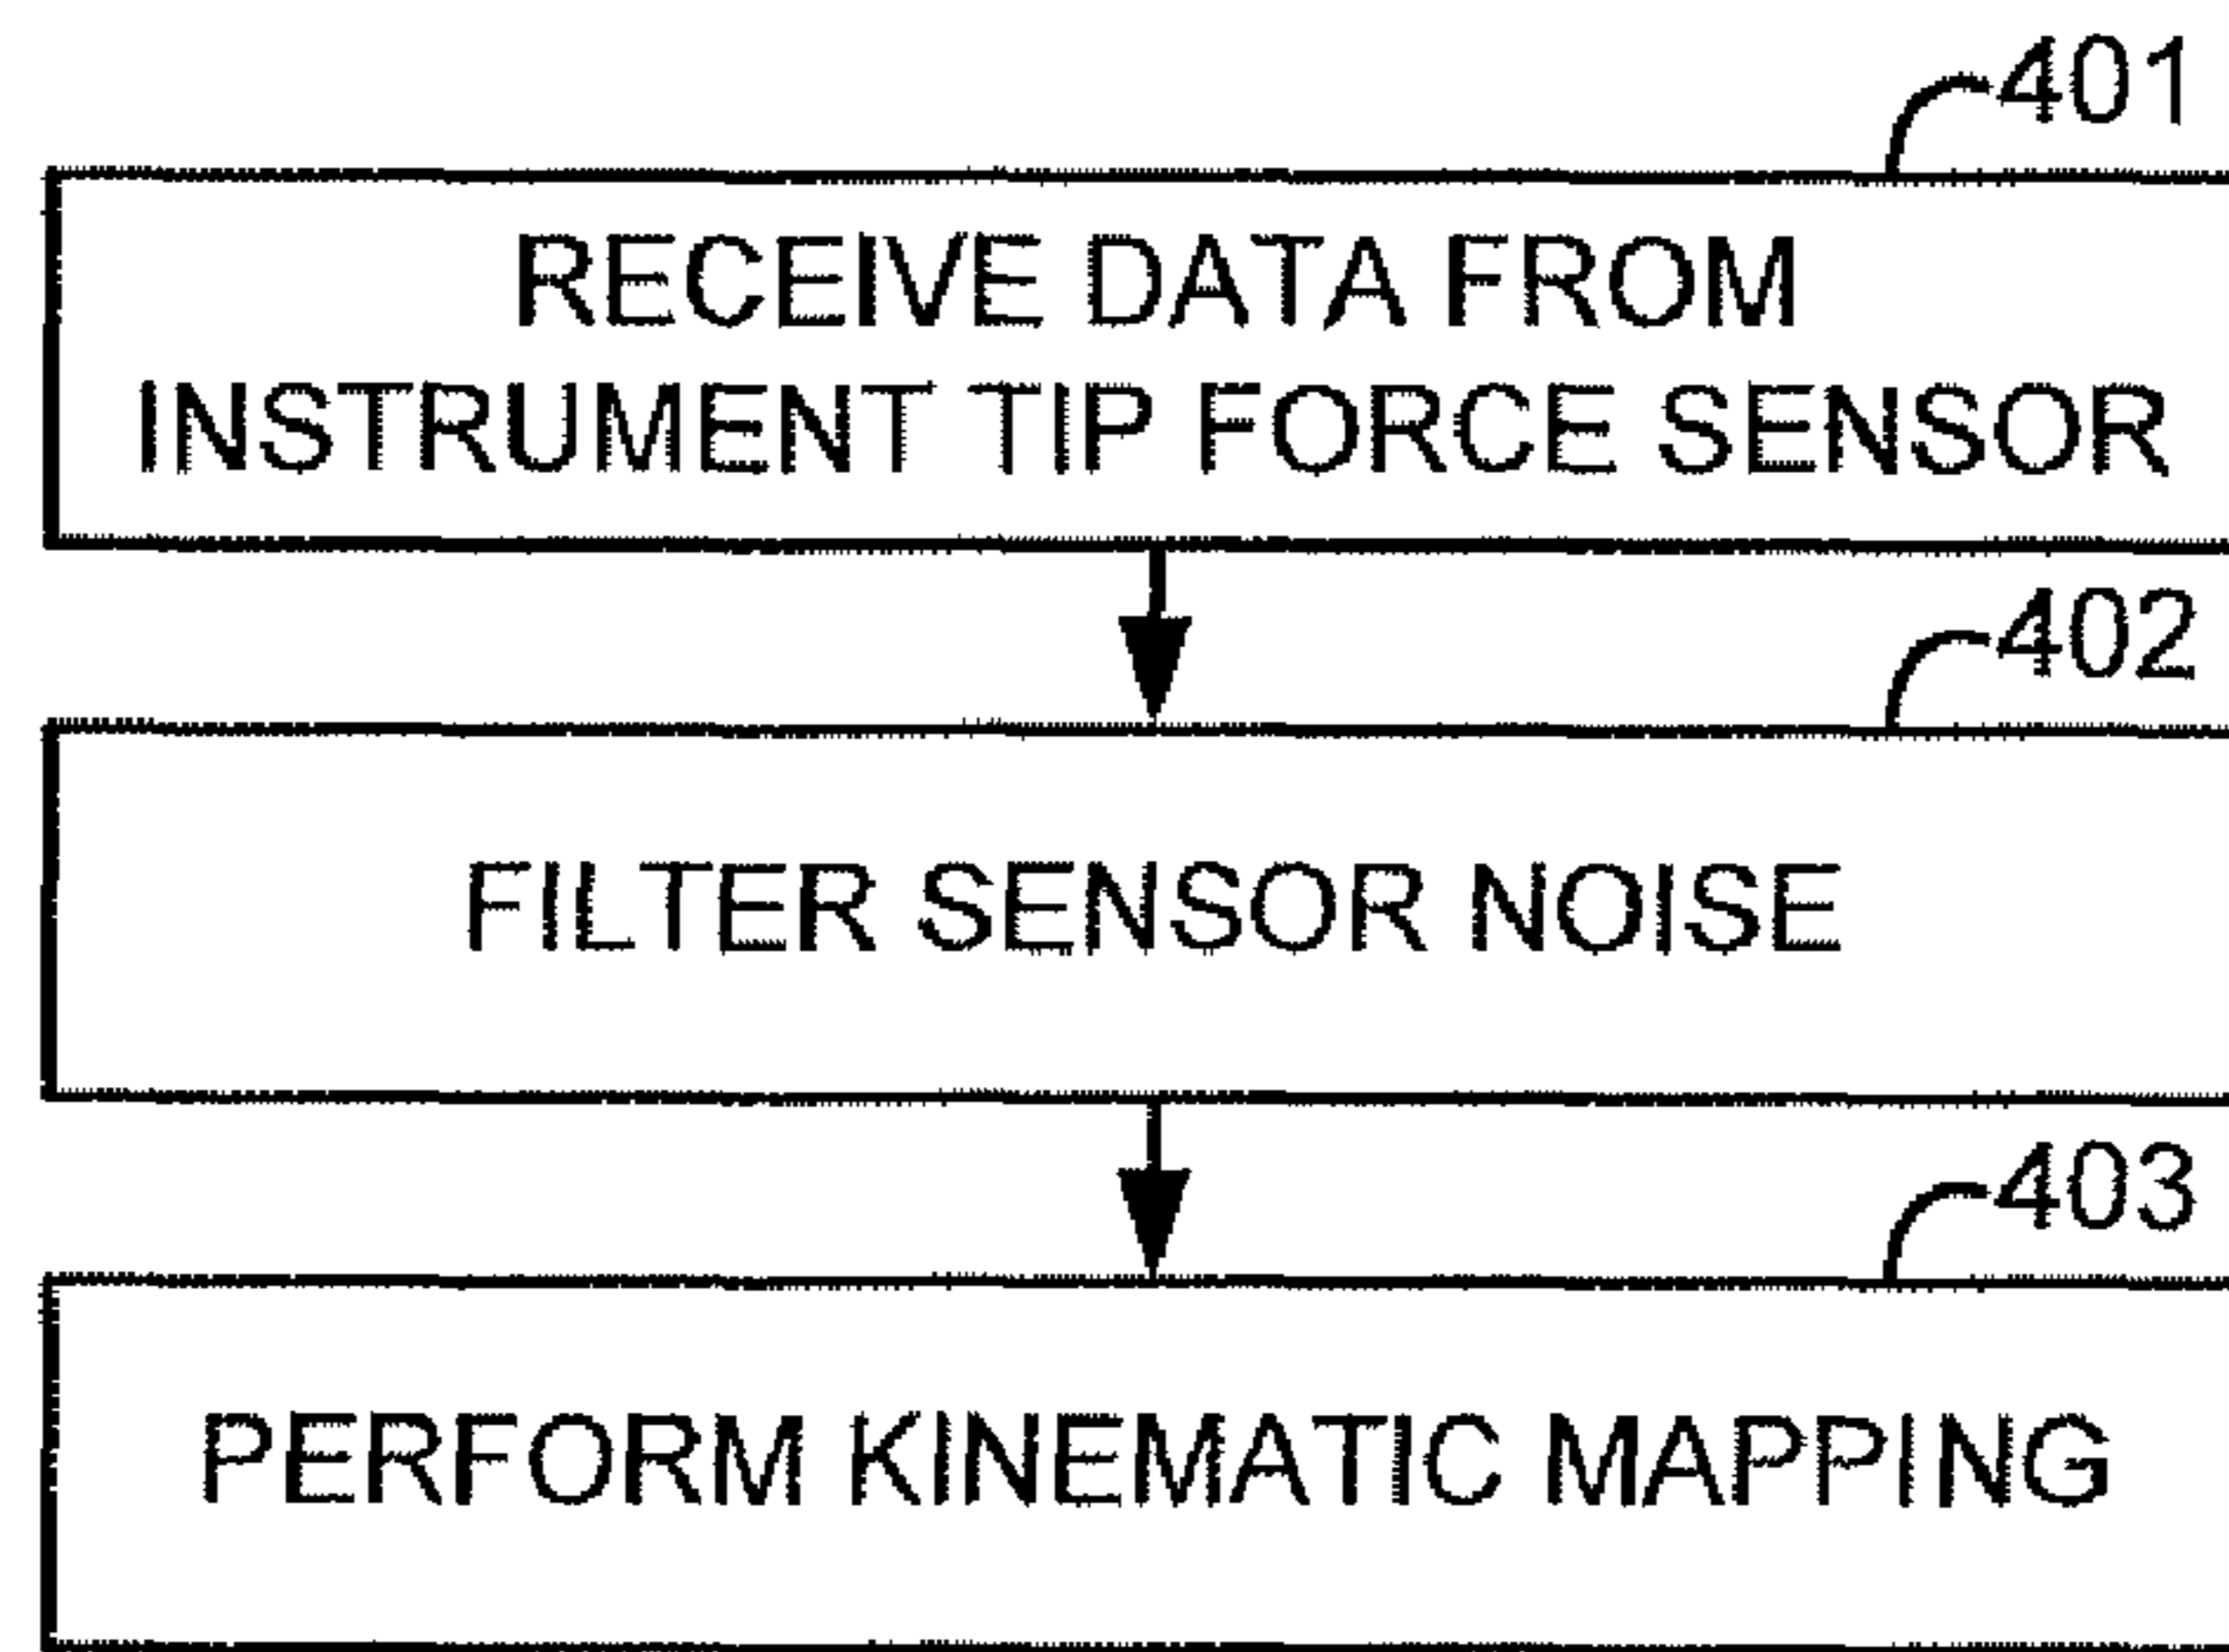 401
RECEIVE DATA FROM
INSTRUMENT TIP FORCE SENSOR
402
FILTER SENSOR NOISE
403
PERFORM KINEMATIC MAPPING